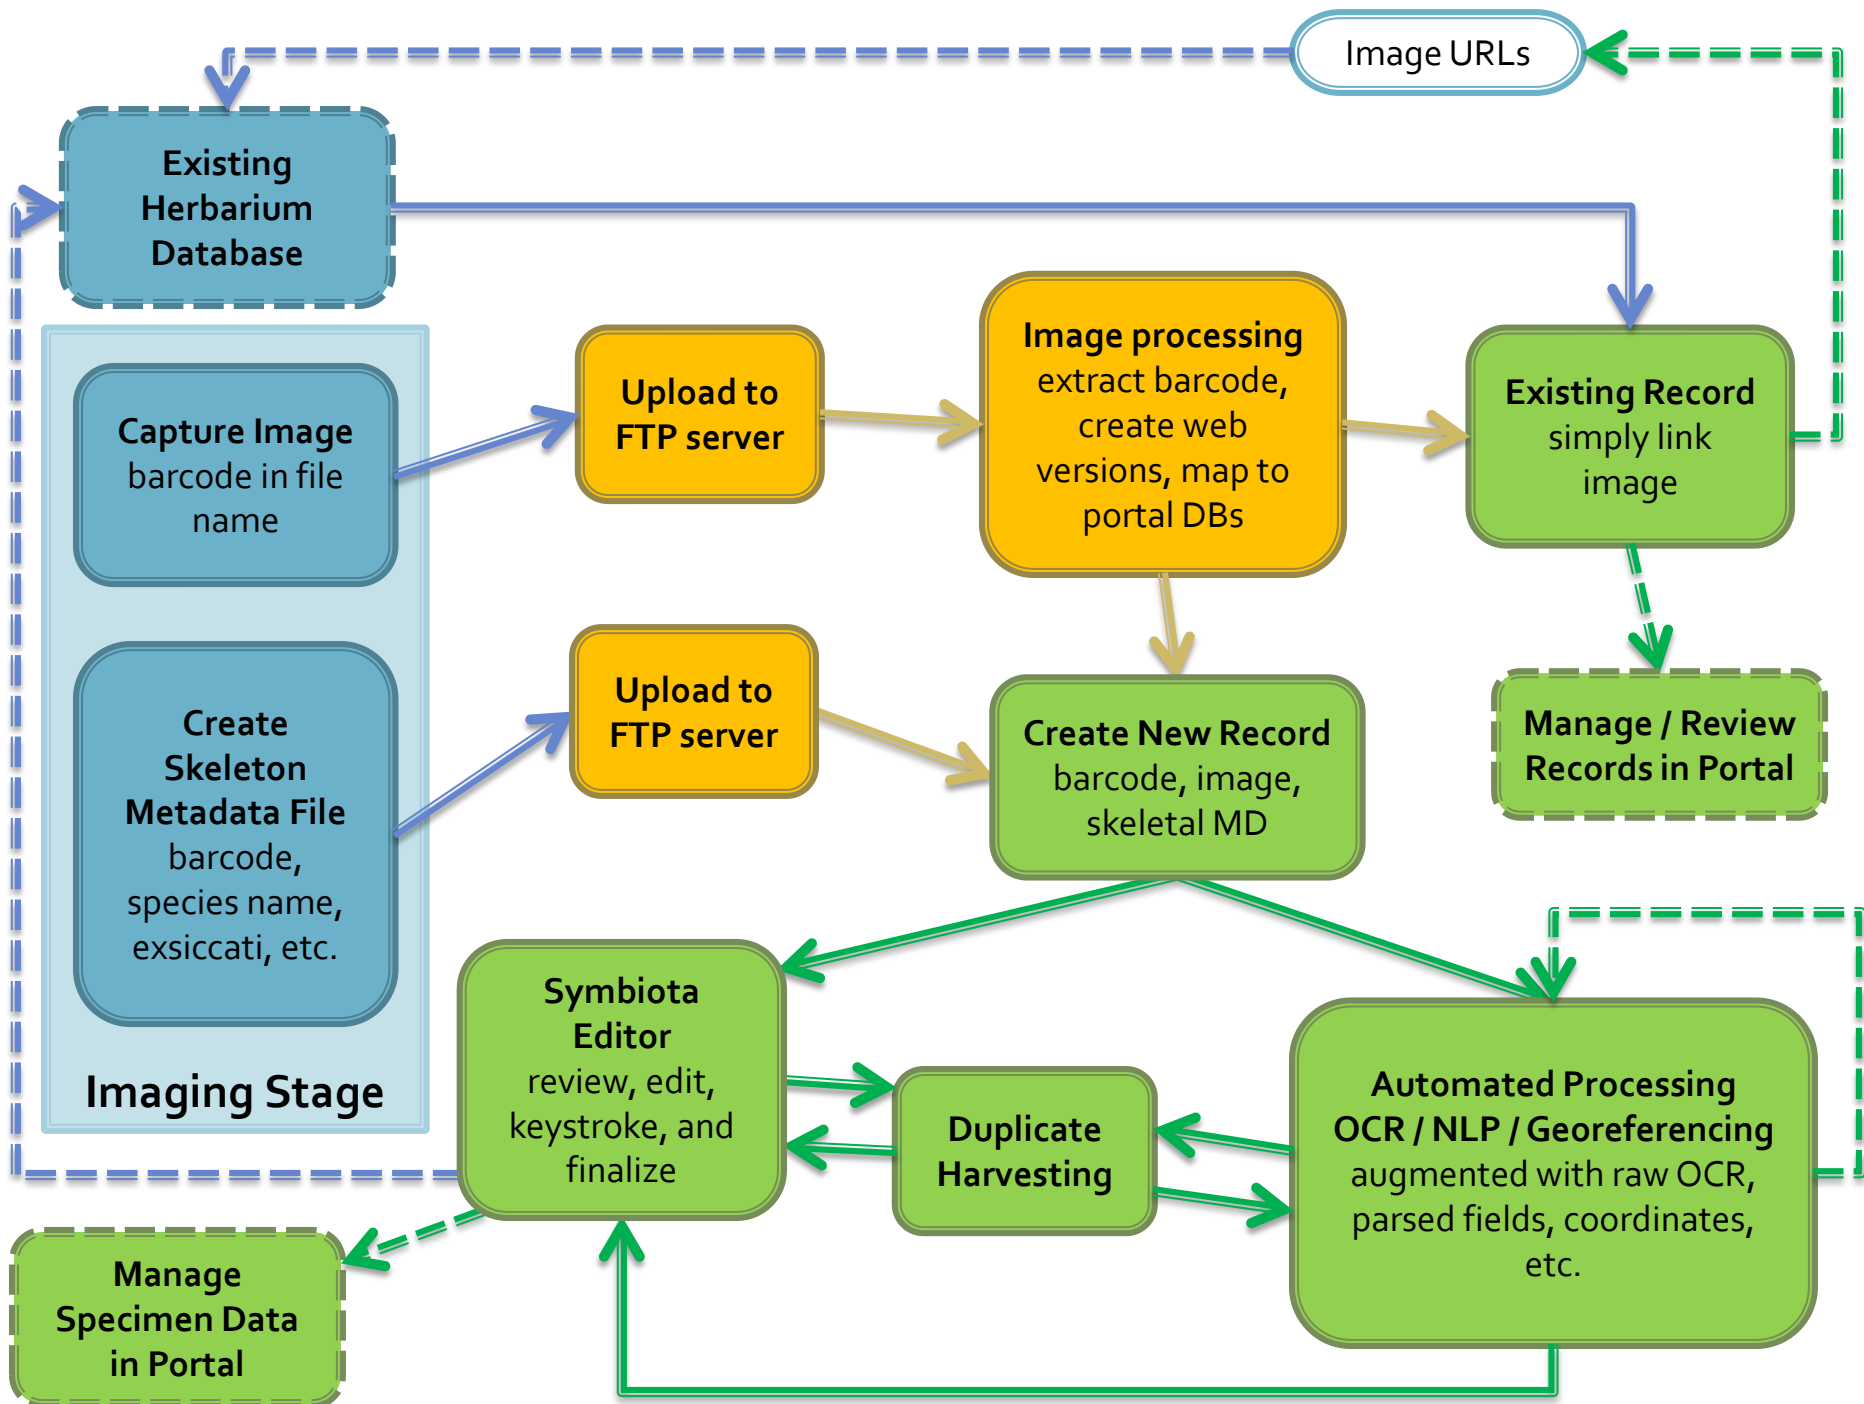 Image URLs
Existing
Herbarium
Database
Capture Image
barcode in file
name
Upload to
FTP server
Image processing
extract barcode,
create web
versions, map to
portal DBs
Existing Record
simply link
image
Create
Skeleton
Metadata File
barcode,
species name,
exsiccati, etc.
Imaging Stage
Upload to
FTP server
Create New Record
barcode, image,
skeletal MD
Manage / Review
Records in Portal
Symbiota
Editor
review, edit,
keystroke, and
finalize
Duplicate
Harvesting
Automated Processing
OCR / NLP / Georeferencing
augmented with raw OCR,
parsed fields, coordinates,
etc.
Manage
Specimen Data
in Portal